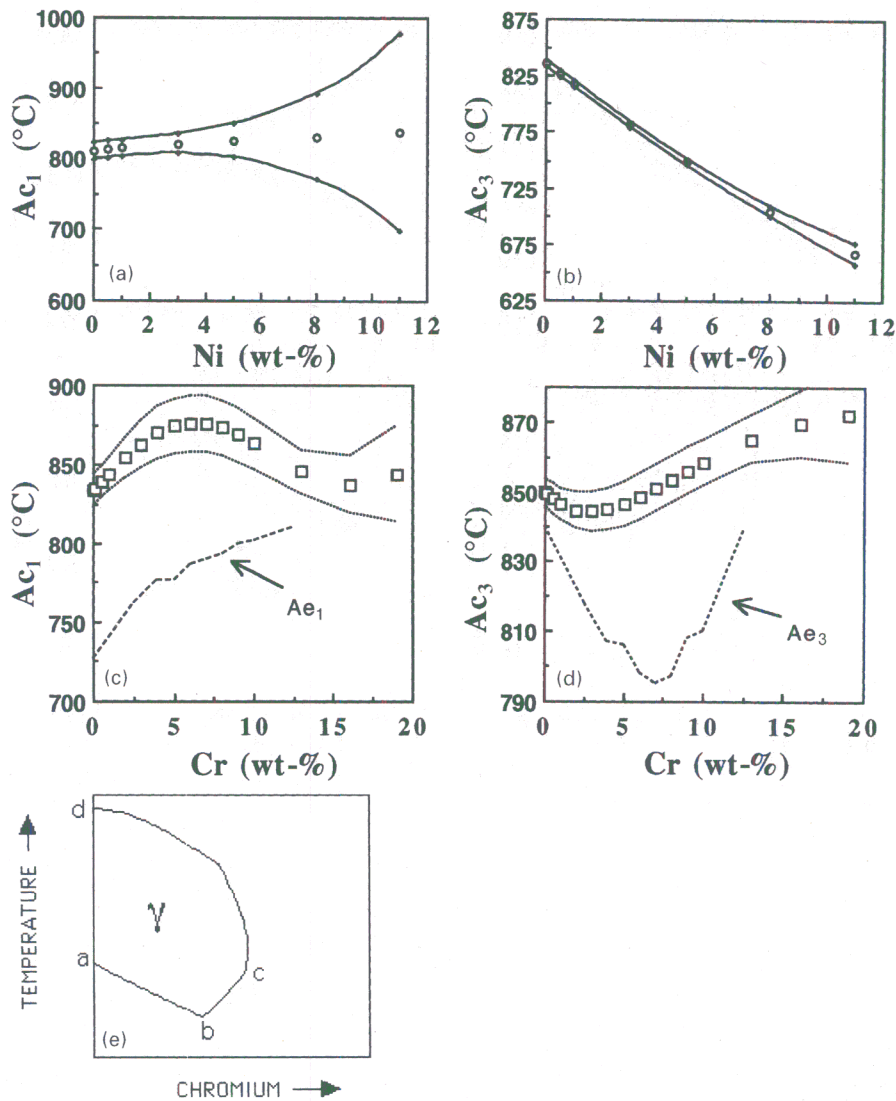 1000
900
800
700
600
Ac₁ (°C)
(a)
0 2 4 6 8 10 12
Ni (wt-%)
875
825
775
725
675
625
Ac₃ (°C)
(b)
0 2 4 6 8 10 12
Ni (wt-%)
900
850
800
750
700
Ac₁ (°C)
Ae₁
(c)
0 5 10 15 20
Cr (wt-%)
870
850
830
810
790
Ac₃ (°C)
Ae₃
(d)
0 5 10 15 20
Cr (wt-%)
TEMPERATURE
d
γ
a
c
b
(e)
CHROMIUM